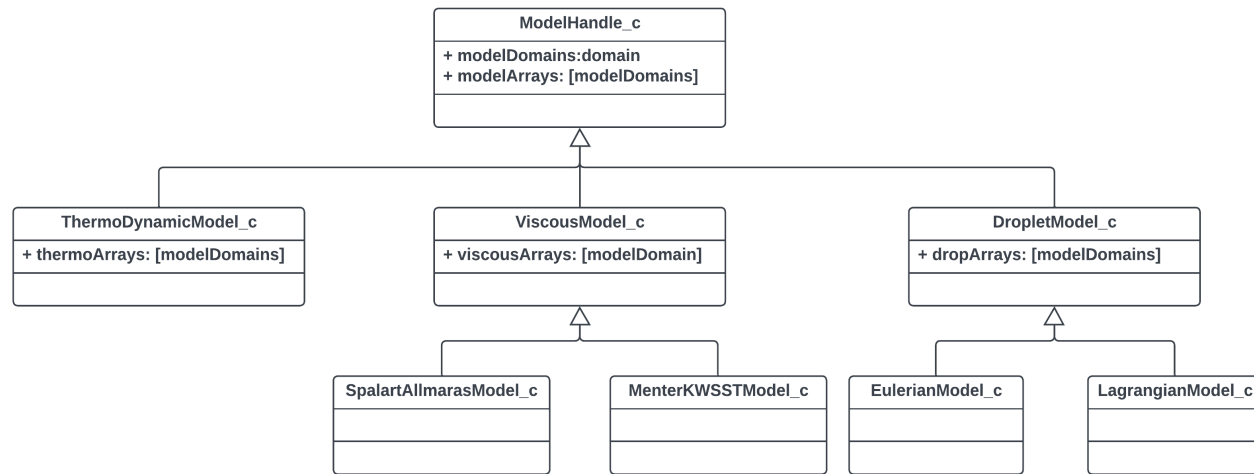 ModelHandle_c
+ modelDomains:domain
+ modelArrays: [modelDomains]
ThermoDynamicModel_c
+ thermoArrays: [modelDomains]
ViscousModel_c
+ viscousArrays: [modelDomain]
DropletModel_c
+ dropArrays: [modelDomains]
SpalartAllmarasModel_c
MenterKWSSTModel_c
EulerianModel_c
LagrangianModel_c